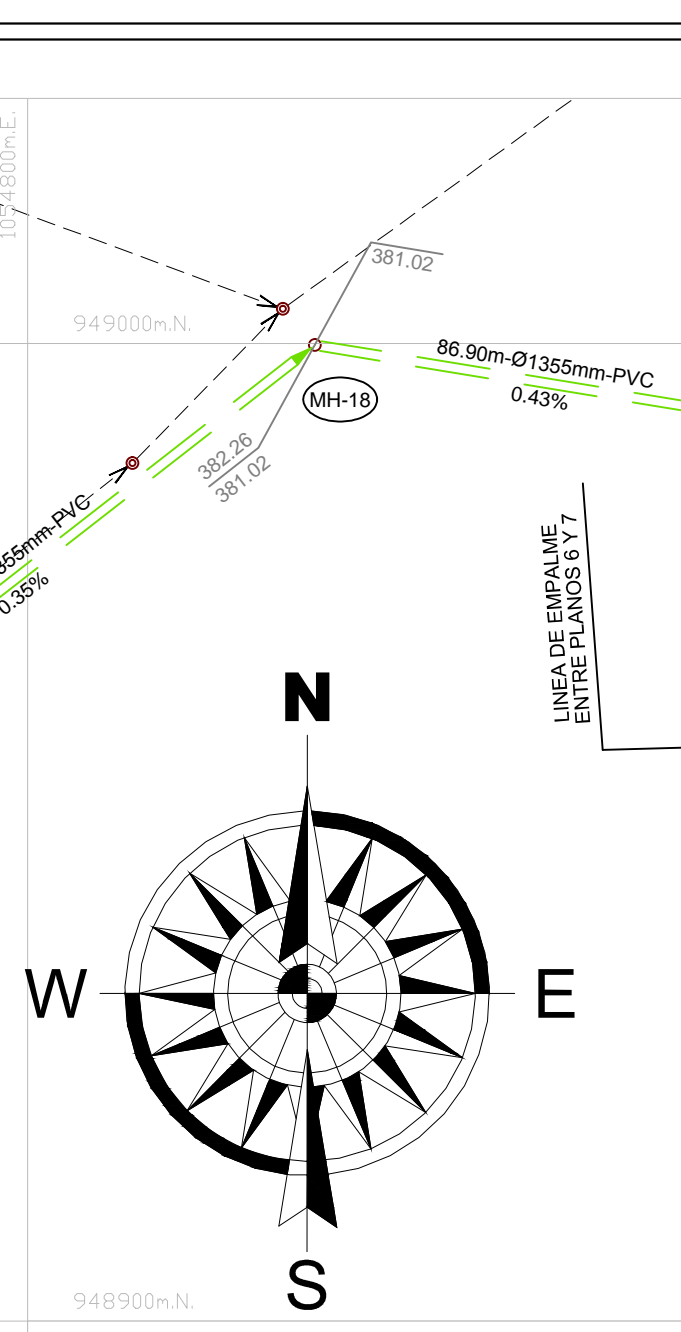 1054800m.E.
381.02
949000m.N.
86.90m-Ø1355mm-PVC
0.43%
MH-18
382.26
381.02
355mm-PVC
0.35%
LINEA DE EMPALME
ENTRE PLANOS 6 Y 7
N
W
E
S
948900m.N.